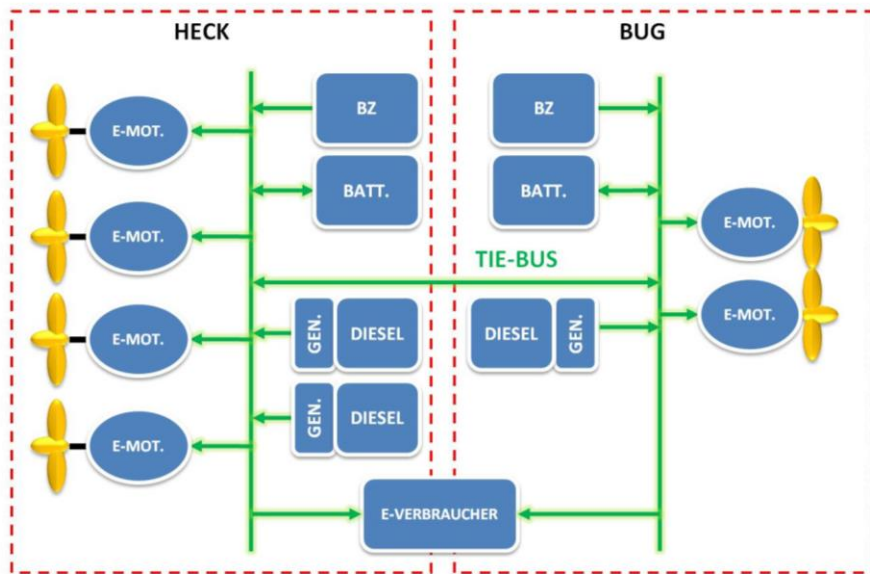 HECK
BUG
BZ
BZ
E-MOT.
BATT.
BATT.
E-MOT.
E-MOT.
TIE-BUS
E-MOT.
GEN.
DIESEL
DIESEL
GEN.
E-MOT.
GEN.
DIESEL
E-MOT.
E-VERBRAUCHER